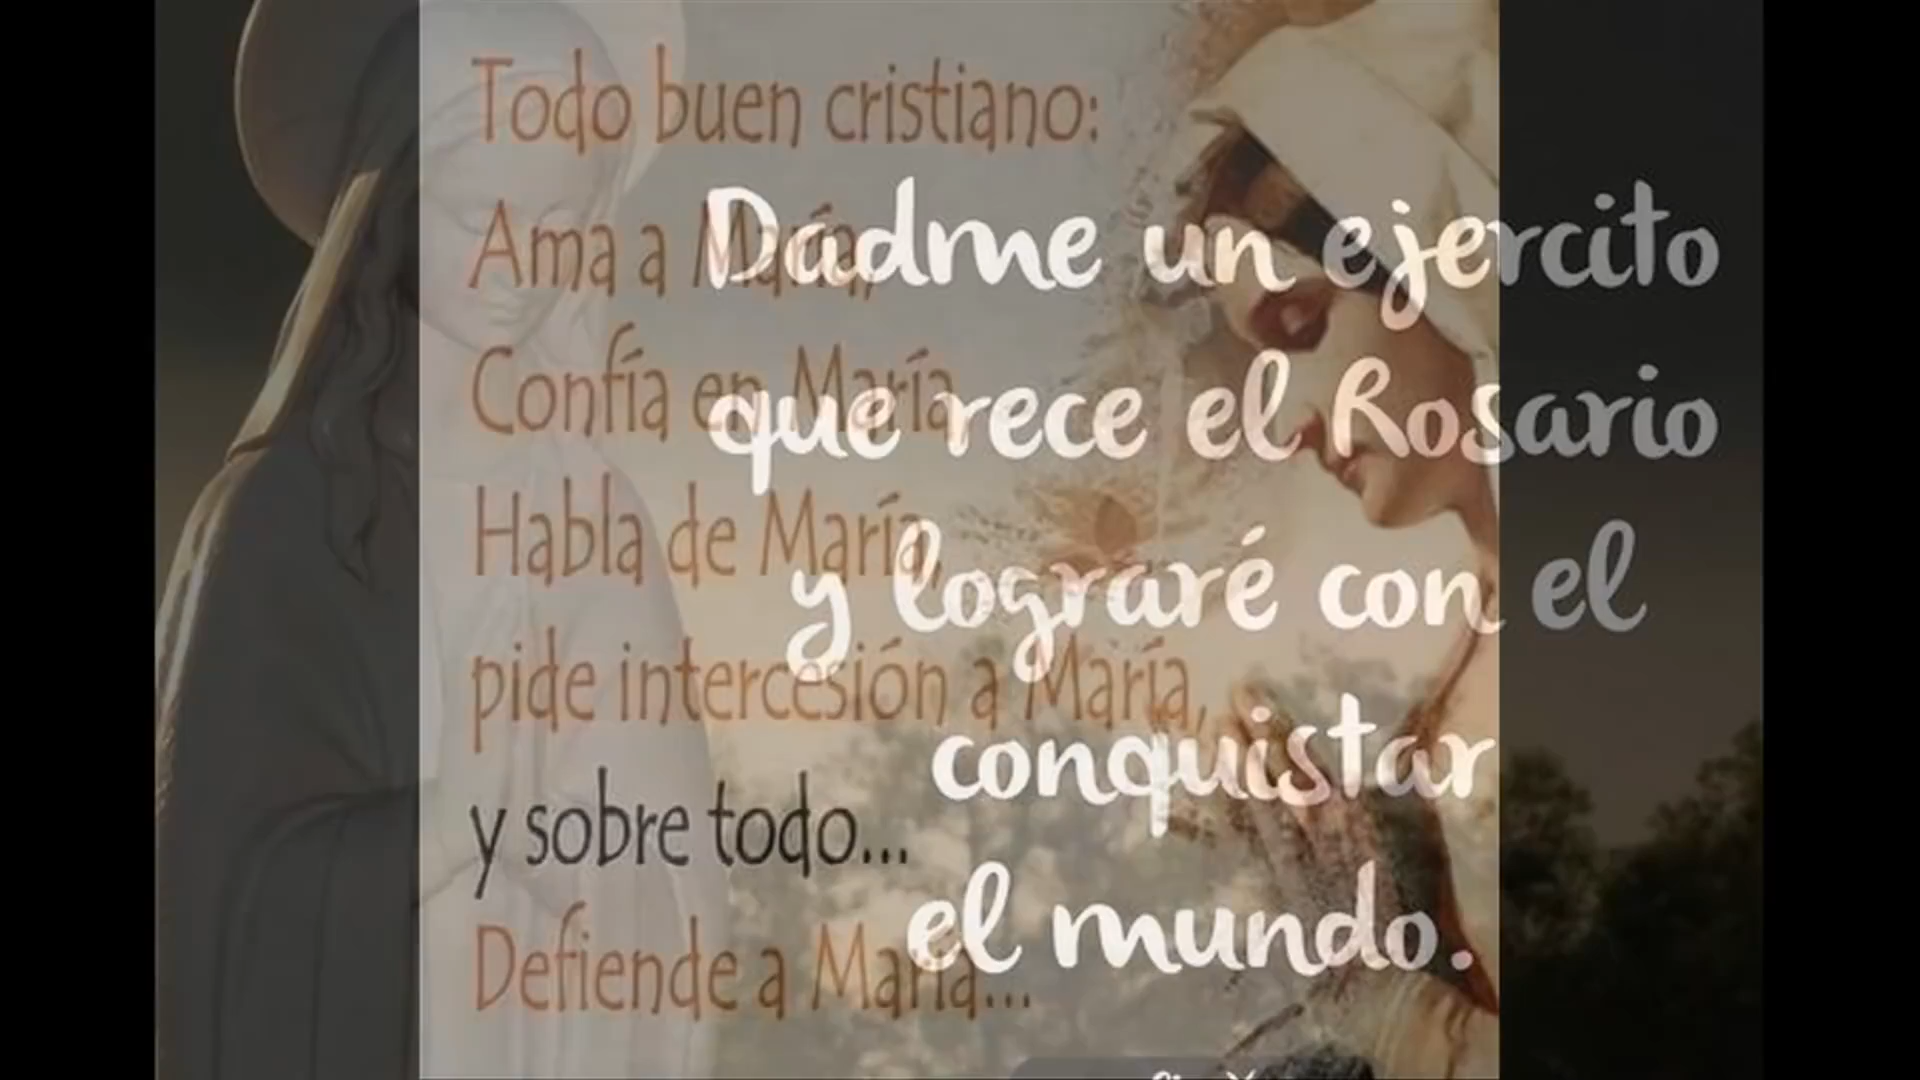 Todo buen cristiano:
Ama a María,
Confía en María,
Habla de María,
pide intercesión a María,
y sobre todo...
Defiende a María...
Dadme un ejercito
que rece el Rosario
y lograré con el
conquistar
el mundo.